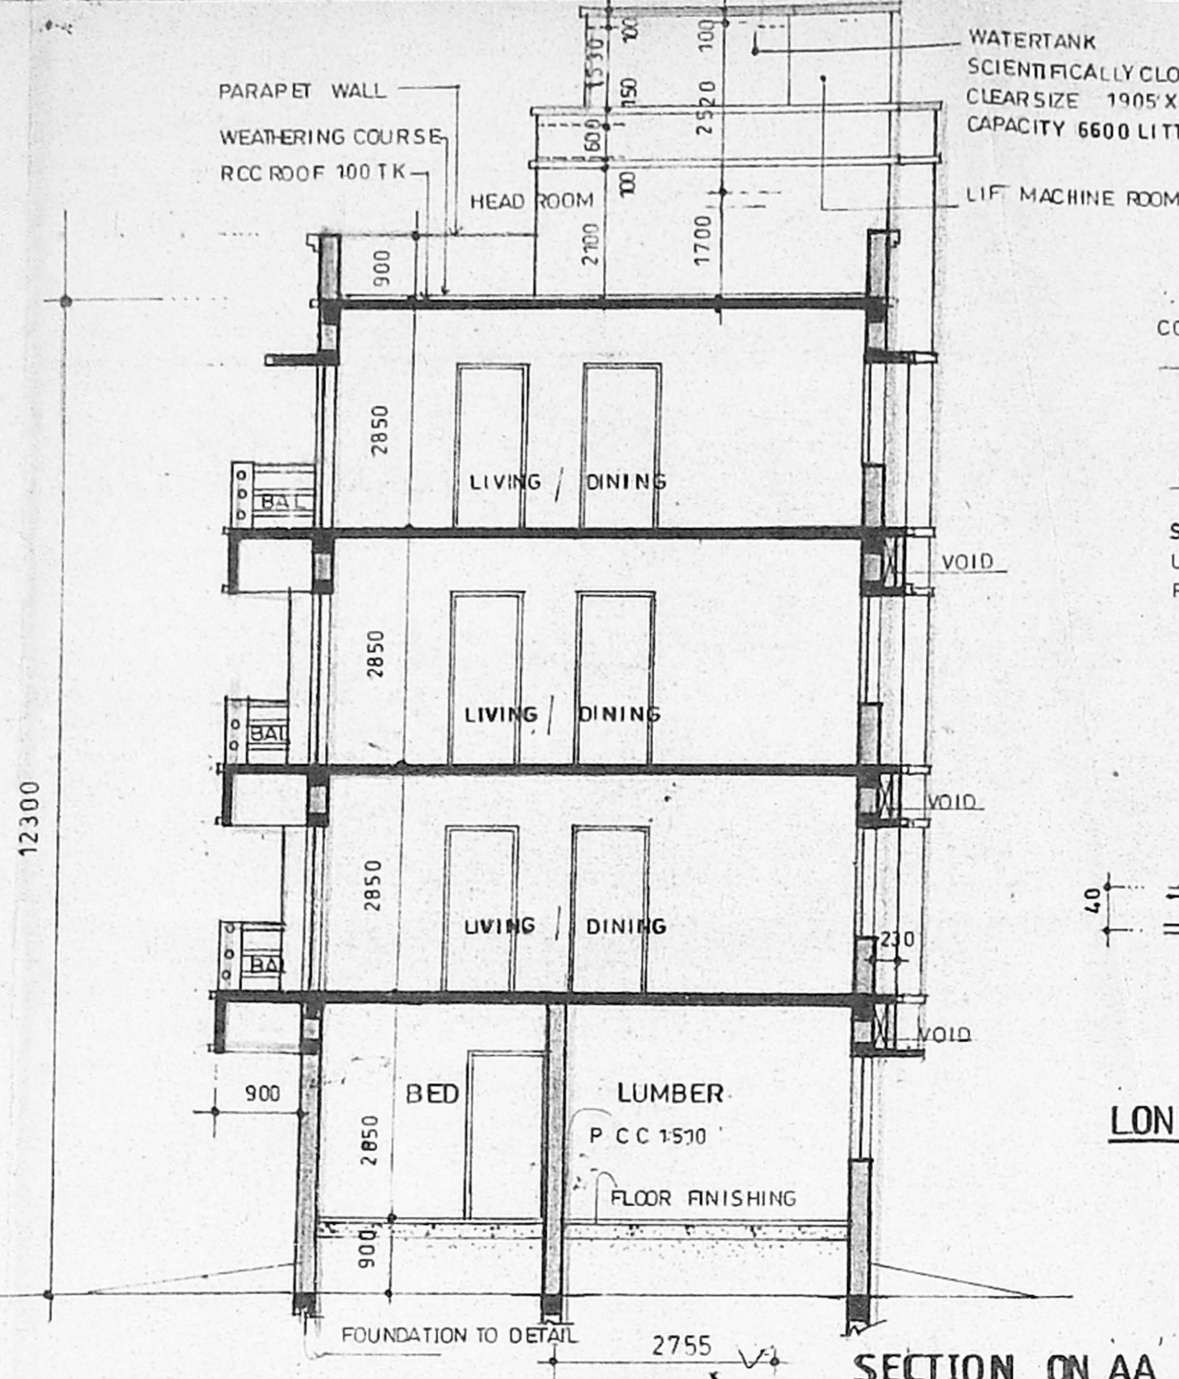 100
100
1530
WATERTANK
SCIENTIFICALLY CLO
CLEAR SIZE 1905 X
CAPACITY 6600 LITT
PARAPET WALL
150
2520
WEATHERING COURSE
600
RCC ROOF 100 TK
100
HEAD ROOM
LIFT MACHINE ROOM
900
2100
1700
CO
2850
LIVING / DINING
BAL
S
U
VOID
2850
LIVING / DINING
BAL
VOID
12300
2850
LIVING / DINING
230
40
BAL
VOID
900
BED
LUMBER
2850
P C C 1:5:10
LON
FLOOR FINISHING
900
FOUNDATION TO DETAIL
2755
SECTION ON AA